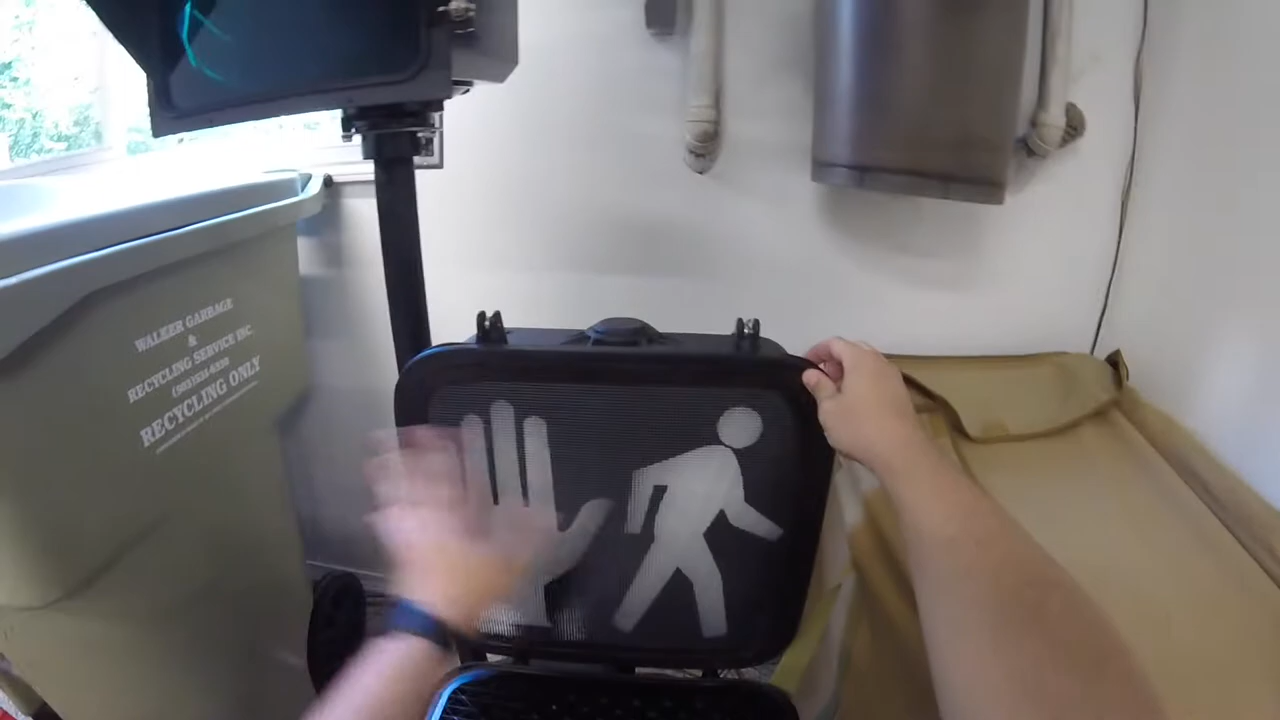 WALKER GARBAGE
&
RECYCLING SERVICE INC.
RECYCLING ONLY